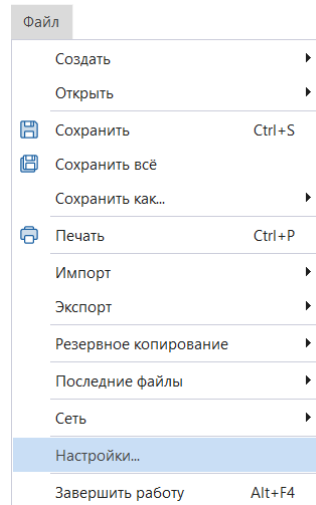 Файл
Создать
Открыть
Сохранить Ctrl+S
Сохранить всё
Сохранить как...
Печать Ctrl+P
Импорт
Экспорт
Резервное копирование
Последние файлы
Сеть
Настройки...
Завершить работу Alt+F4